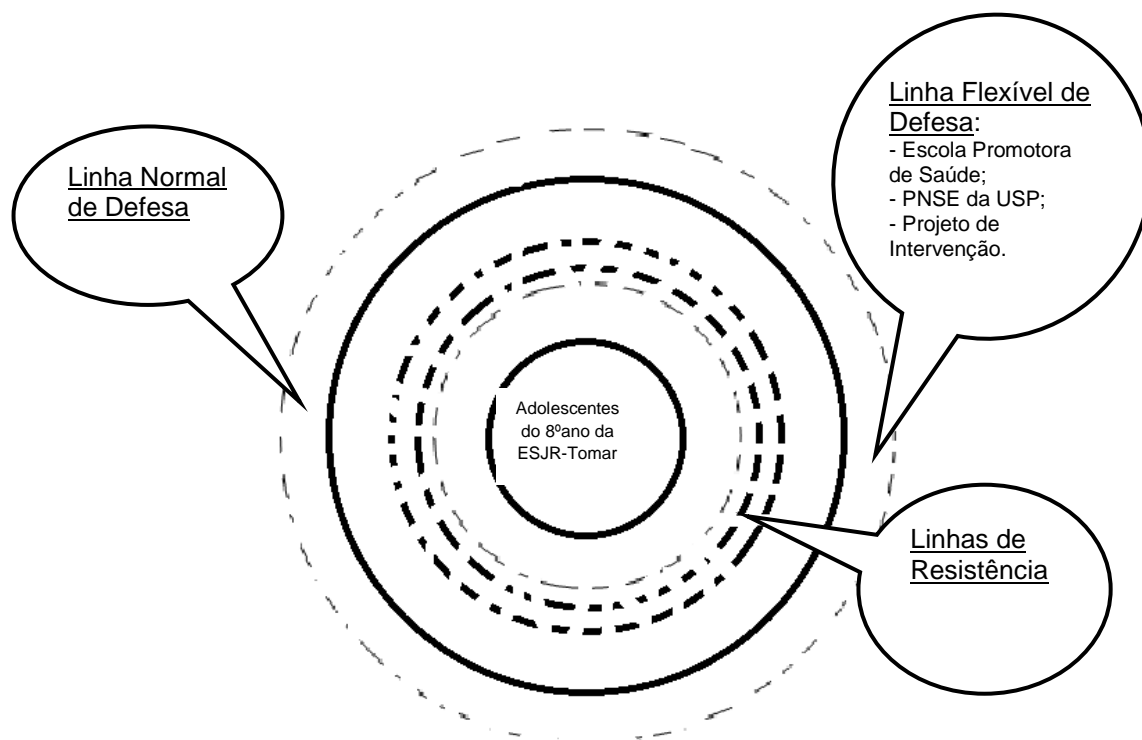 Linha Normal
de Defesa
Linha Flexível de
Defesa:
- Escola Promotora
de Saúde;
- PNSE da USP;
- Projeto de
Intervenção.
Adolescentes
do 8ºano da
ESJR-Tomar
Linhas de
Resistência